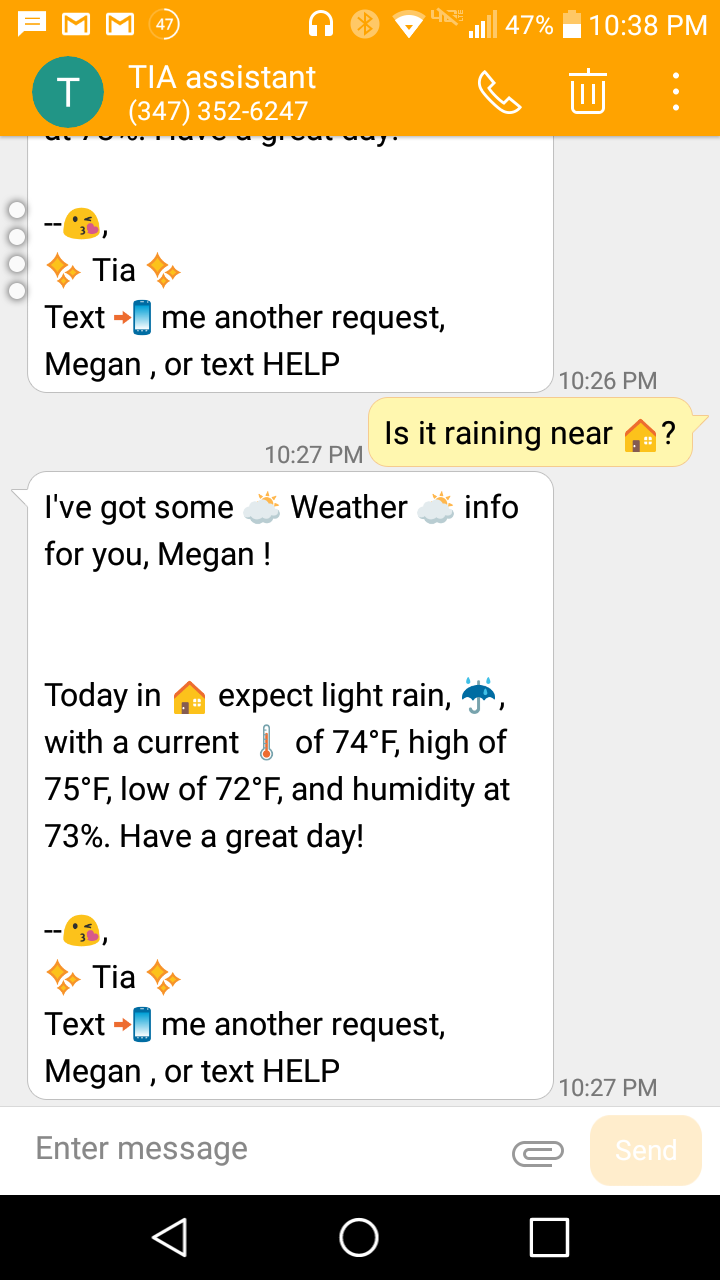 47 47% 10:38 PM
T
TIA assistant
(347) 352-6247
Have a great day!
--😘,
✨ Tia ✨
Text 📲 me another request,
Megan , or text HELP
10:26 PM
Is it raining near 🏠?
10:27 PM
I've got some 🌥 Weather 🌥 info
for you, Megan !
Today in 🏠 expect light rain, ☔,
with a current 🌡 of 74°F, high of
75°F, low of 72°F, and humidity at
73%. Have a great day!
--😘,
✨ Tia ✨
Text 📲 me another request,
Megan , or text HELP
10:27 PM
Enter message
Send